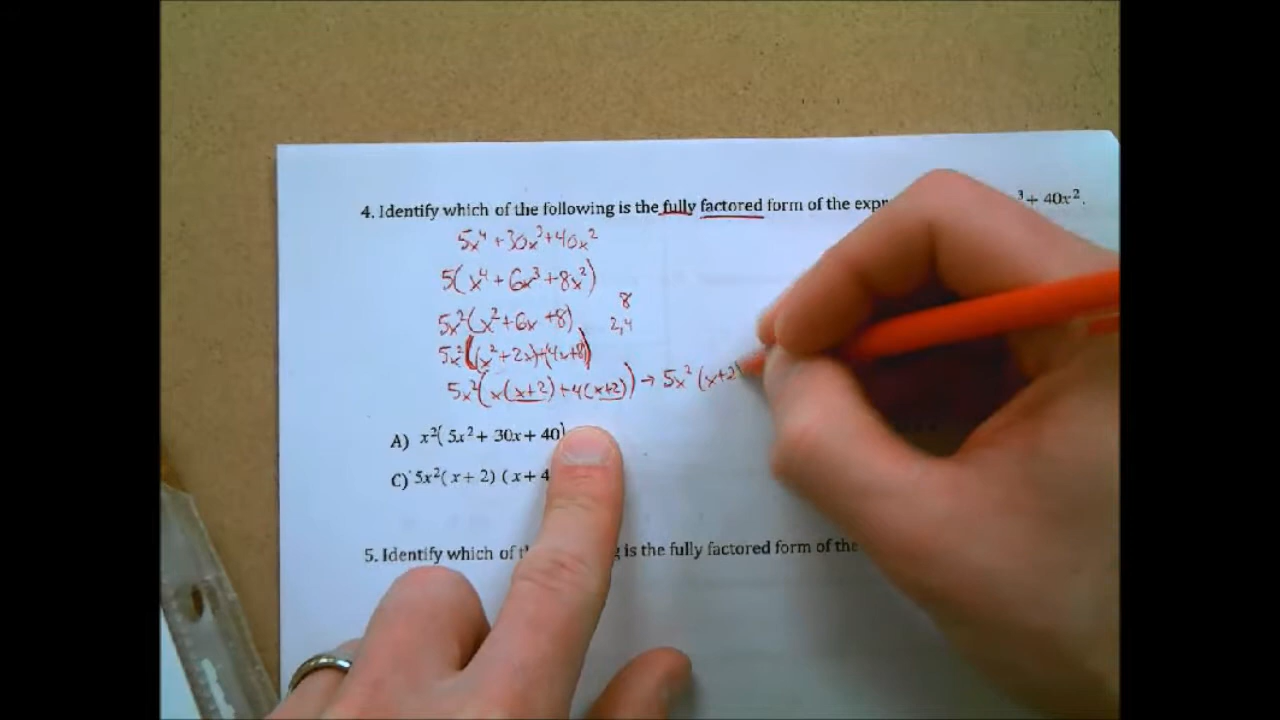 4. Identify which of the following is the fully factored form of the ³ + 40x².
5x⁴ + 30x³ + 40x²
5(x⁴ + 6x³ + 8x²)
8
5x²(x² + 6x + 8)
2,4
5x²((x² + 2x) + (4x + 8))
5x²(x(x+2) + 4(x+2)) → 5x²(x+2)
A) x²( 5x² + 30x + 40)
C) 5x²( x + 2) ( x + 4
5. Identify which of is the fully factored form of the